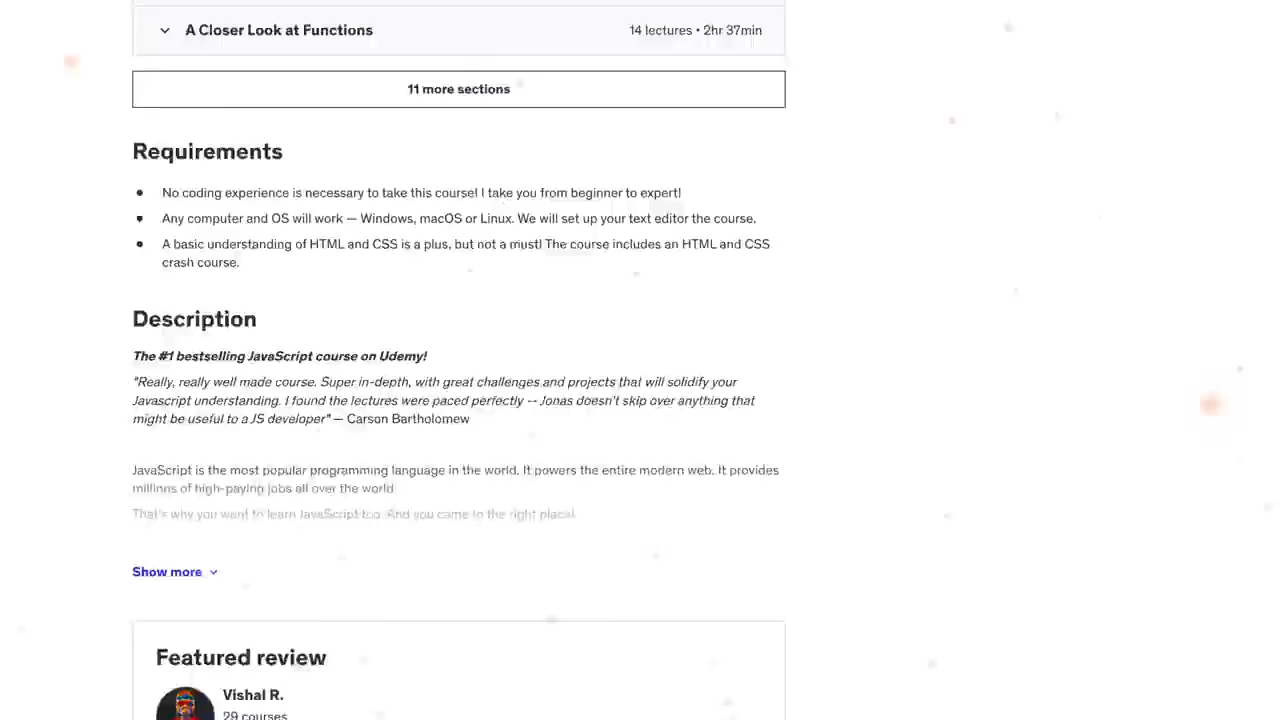 A Closer Look at Functions
14 lectures • 2hr 37min
11 more sections
Requirements
No coding experience is necessary to take this course! I take you from beginner to expert!
Any computer and OS will work — Windows, macOS or Linux. We will set up your text editor the course.
A basic understanding of HTML and CSS is a plus, but not a must! The course includes an HTML and CSS
crash course.
Description
The #1 bestselling JavaScript course on Udemy!
"Really, really well made course. Super in-depth, with great challenges and projects that will solidify your
Javascript understanding. I found the lectures were paced perfectly -- Jonas doesn't skip over anything that
might be useful to a JS developer" — Carson Bartholomew
JavaScript is the most popular programming language in the world. It powers the entire modern web. It provides
millions of high-paying jobs all over the world
That's why you want to learn JavaScript too. And you came to the right place!
Show more
Featured review
Vishal R.
29 courses